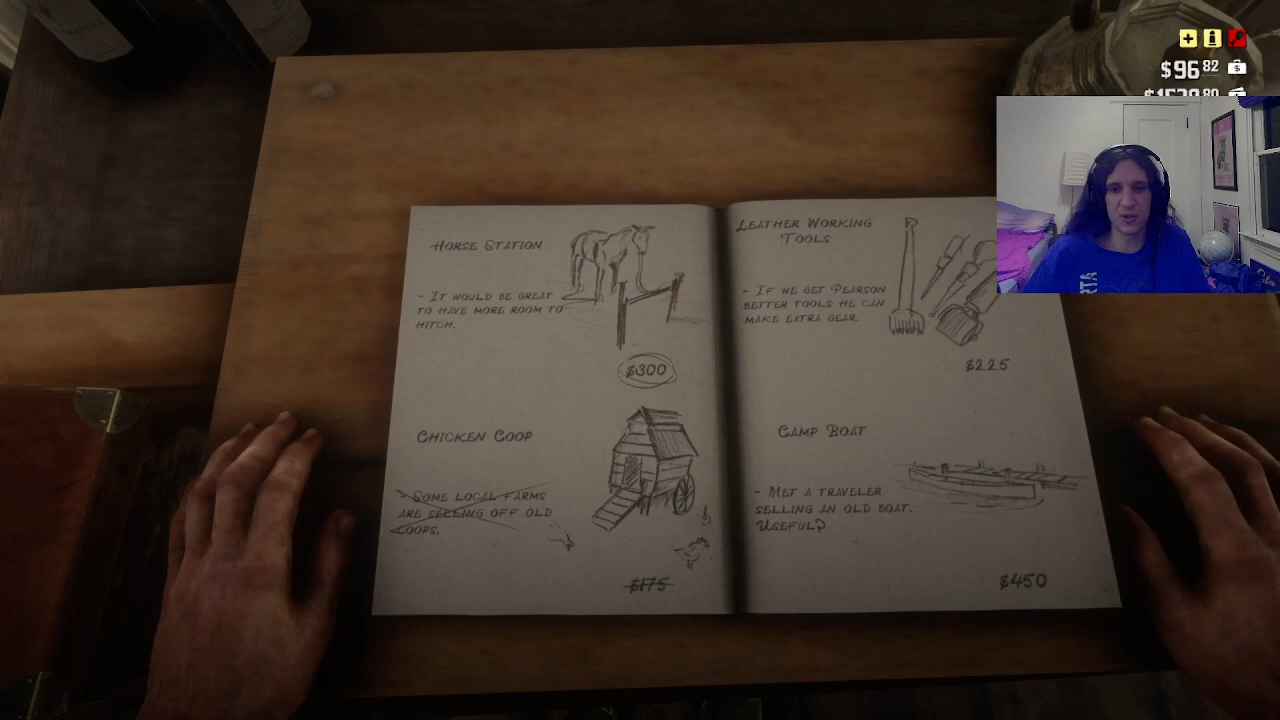 $96 82
HORSE STATION
- IT WOULD BE GREAT
TO HAVE MORE ROOM TO
HITCH.
$300
CHICKEN COOP
- SOME LOCAL FARMS
ARE SELLING OFF OLD
COOPS.
$175
LEATHER WORKING
TOOLS
- IF WE GET PEARSON
BETTER TOOLS HE CAN
MAKE EXTRA GEAR.
$225
CAMP BOAT
- MET A TRAVELER
SELLING AN OLD BOAT.
USEFUL?
$450